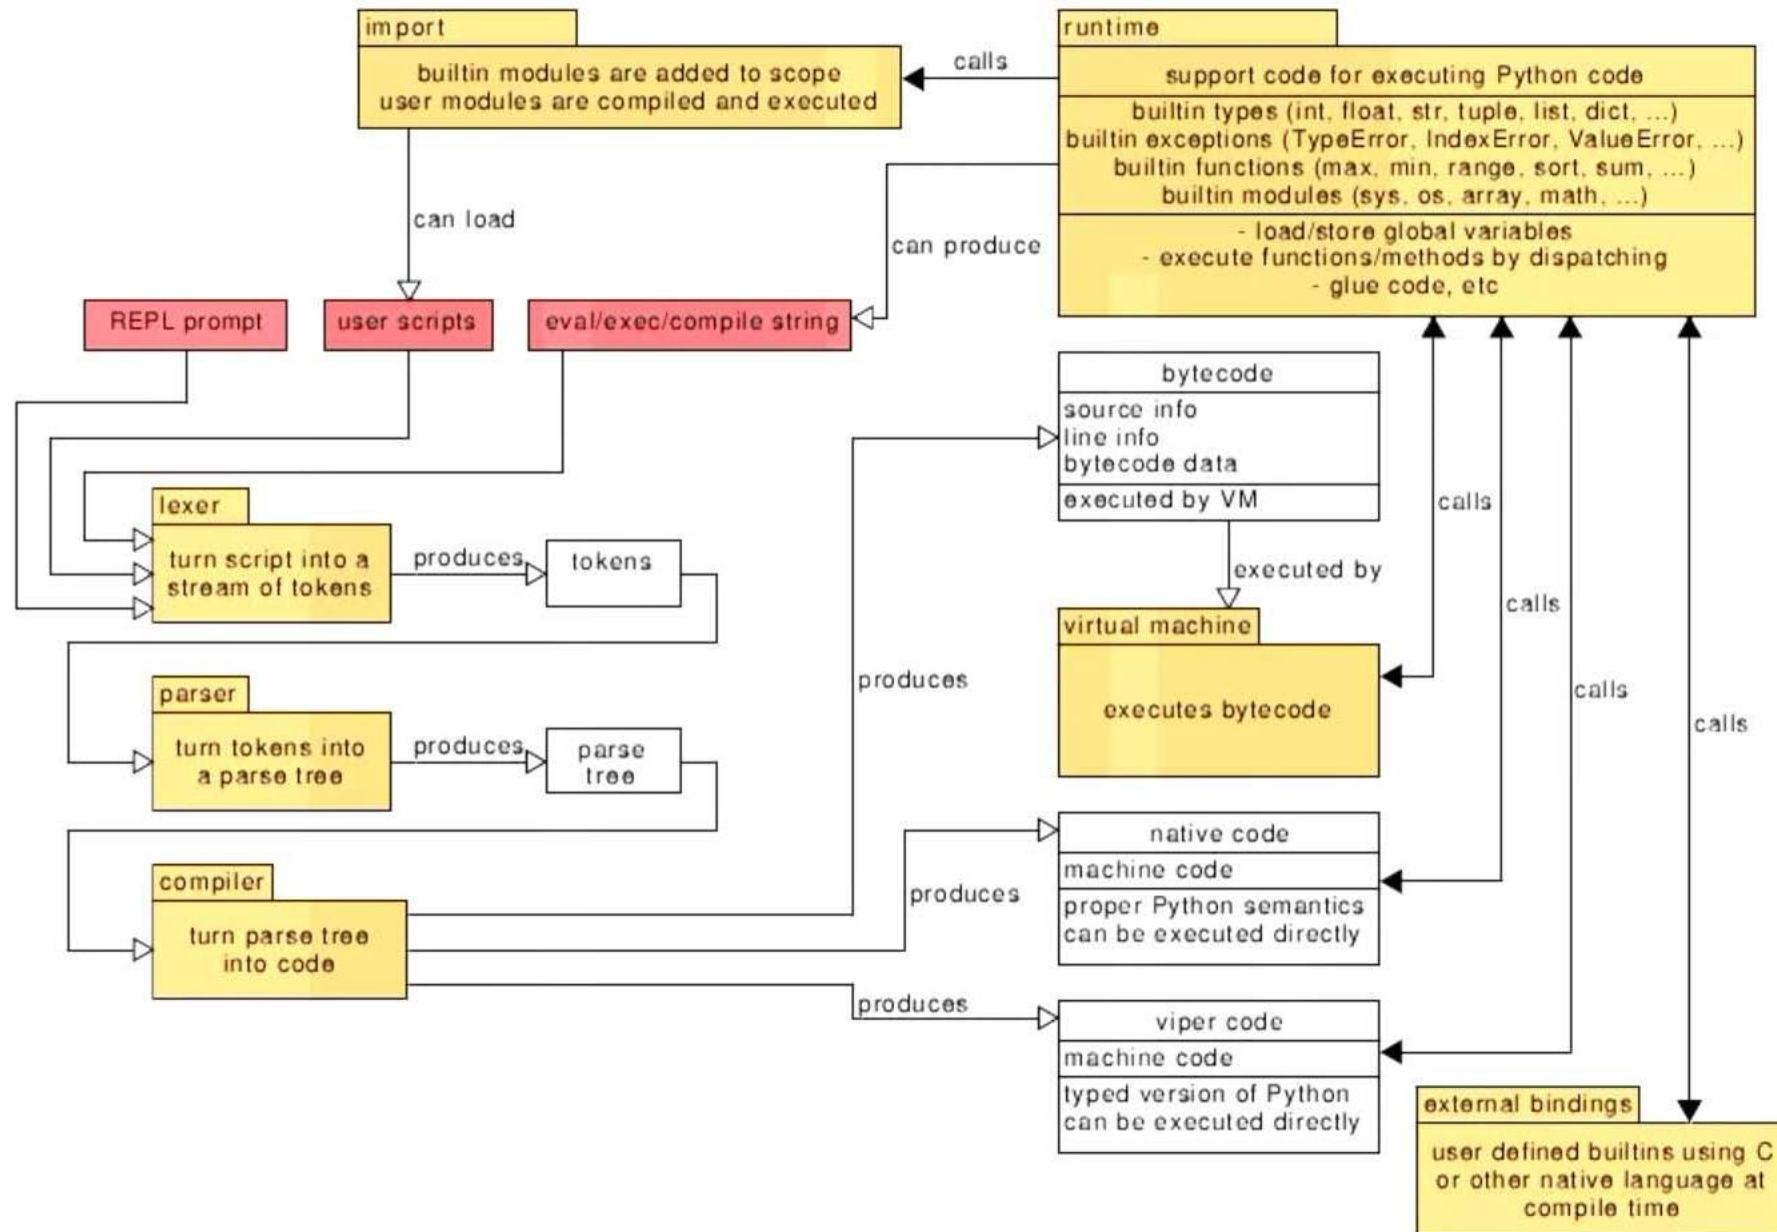 import
builtin modules are added to scope
user modules are compiled and executed
calls
runtime
support code for executing Python code
builtin types (int, float, str, tuple, list, dict, ...)
builtin exceptions (TypeError, IndexError, ValueError, ...)
builtin functions (max, min, range, sort, sum, ...)
builtin modules (sys, os, array, math, ...)
- load/store global variables
- execute functions/methods by dispatching
- glue code, etc
can load
can produce
REPL prompt
user scripts
eval/exec/compile string
bytecode
source info
line info
bytecode data
executed by VM
executed by
lexer
turn script into a
stream of tokens
produces
tokens
virtual machine
executes bytecode
calls
calls
calls
calls
parser
turn tokens into
a parse tree
produces
parse
tree
produces
compiler
turn parse tree
into code
produces
native code
machine code
proper Python semantics
can be executed directly
produces
viper code
machine code
typed version of Python
can be executed directly
external bindings
user defined builtins using C
or other native language at
compile time